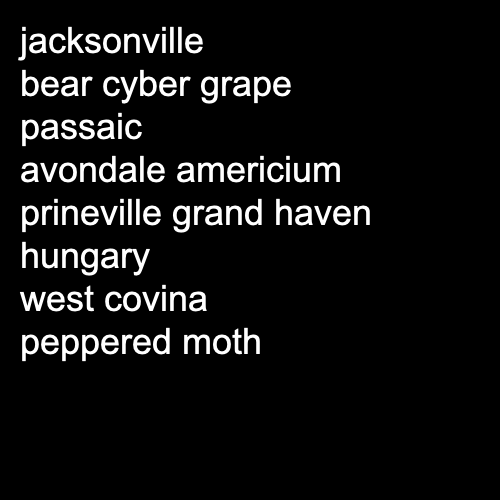 jacksonville
bear cyber grape
passaic
avondale americium
prineville grand haven
hungary
west covina
peppered moth